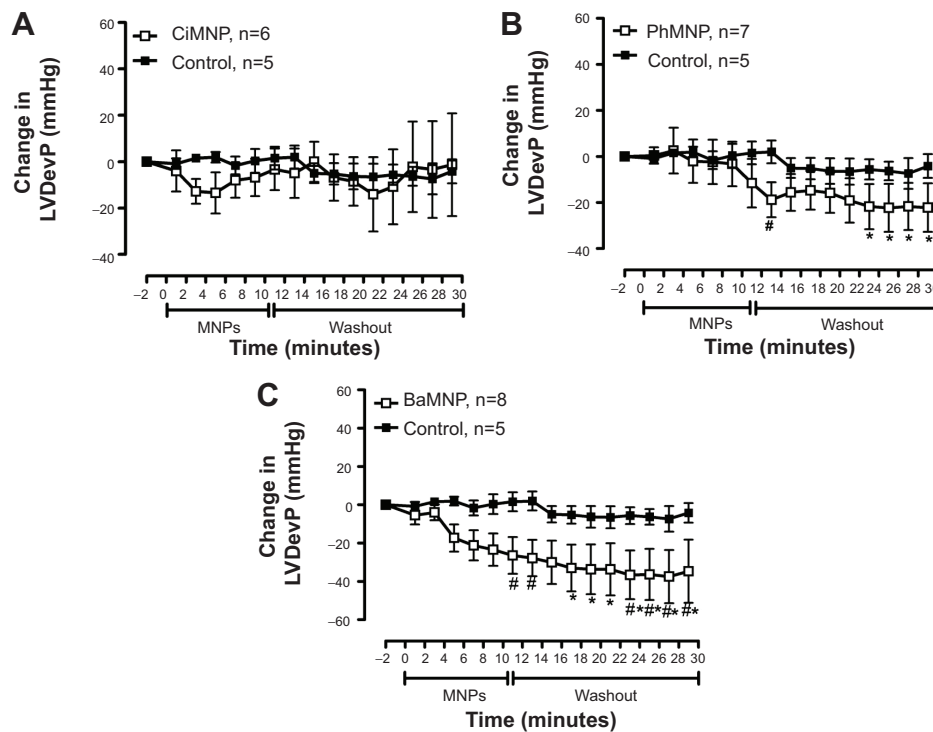 A
60
40
20
0
−20
−40
Change in
LVDevP (mmHg)
CiMNP, n=6
Control, n=5
−2 0 2 4 6 8 10 12 14 16 18 20 22 24 26 28 30
MNPs Washout
Time (minutes)
B
60
40
20
0
−20
−40
Change in
LVDevP (mmHg)
PhMNP, n=7
Control, n=5
# * * * *
−2 0 2 4 6 8 10 12 14 16 18 20 22 24 26 28 30
MNPs Washout
Time (minutes)
C
60
40
20
0
−20
−40
−60
Change in
LVDevP (mmHg)
BaMNP, n=8
Control, n=5
# # * * * #* #* #* #*
−2 0 2 4 6 8 10 12 14 16 18 20 22 24 26 28 30
MNPs Washout
Time (minutes)